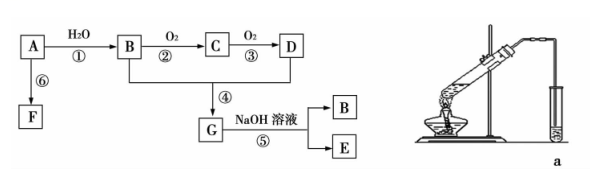 A H₂O ① B O₂ ② C O₂ ③ D
⑥ ④
F G NaOH 溶液 ⑤ B
E
a